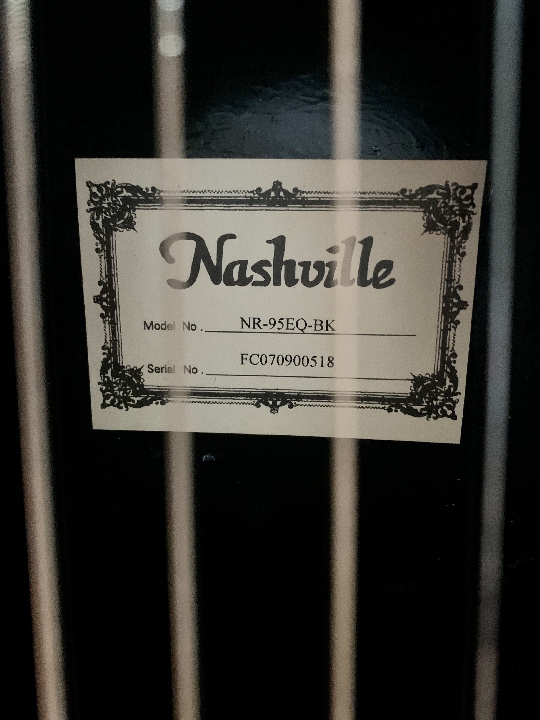 Nashville
Model No. NR-95EQ-BK
Serial No. FC070900518